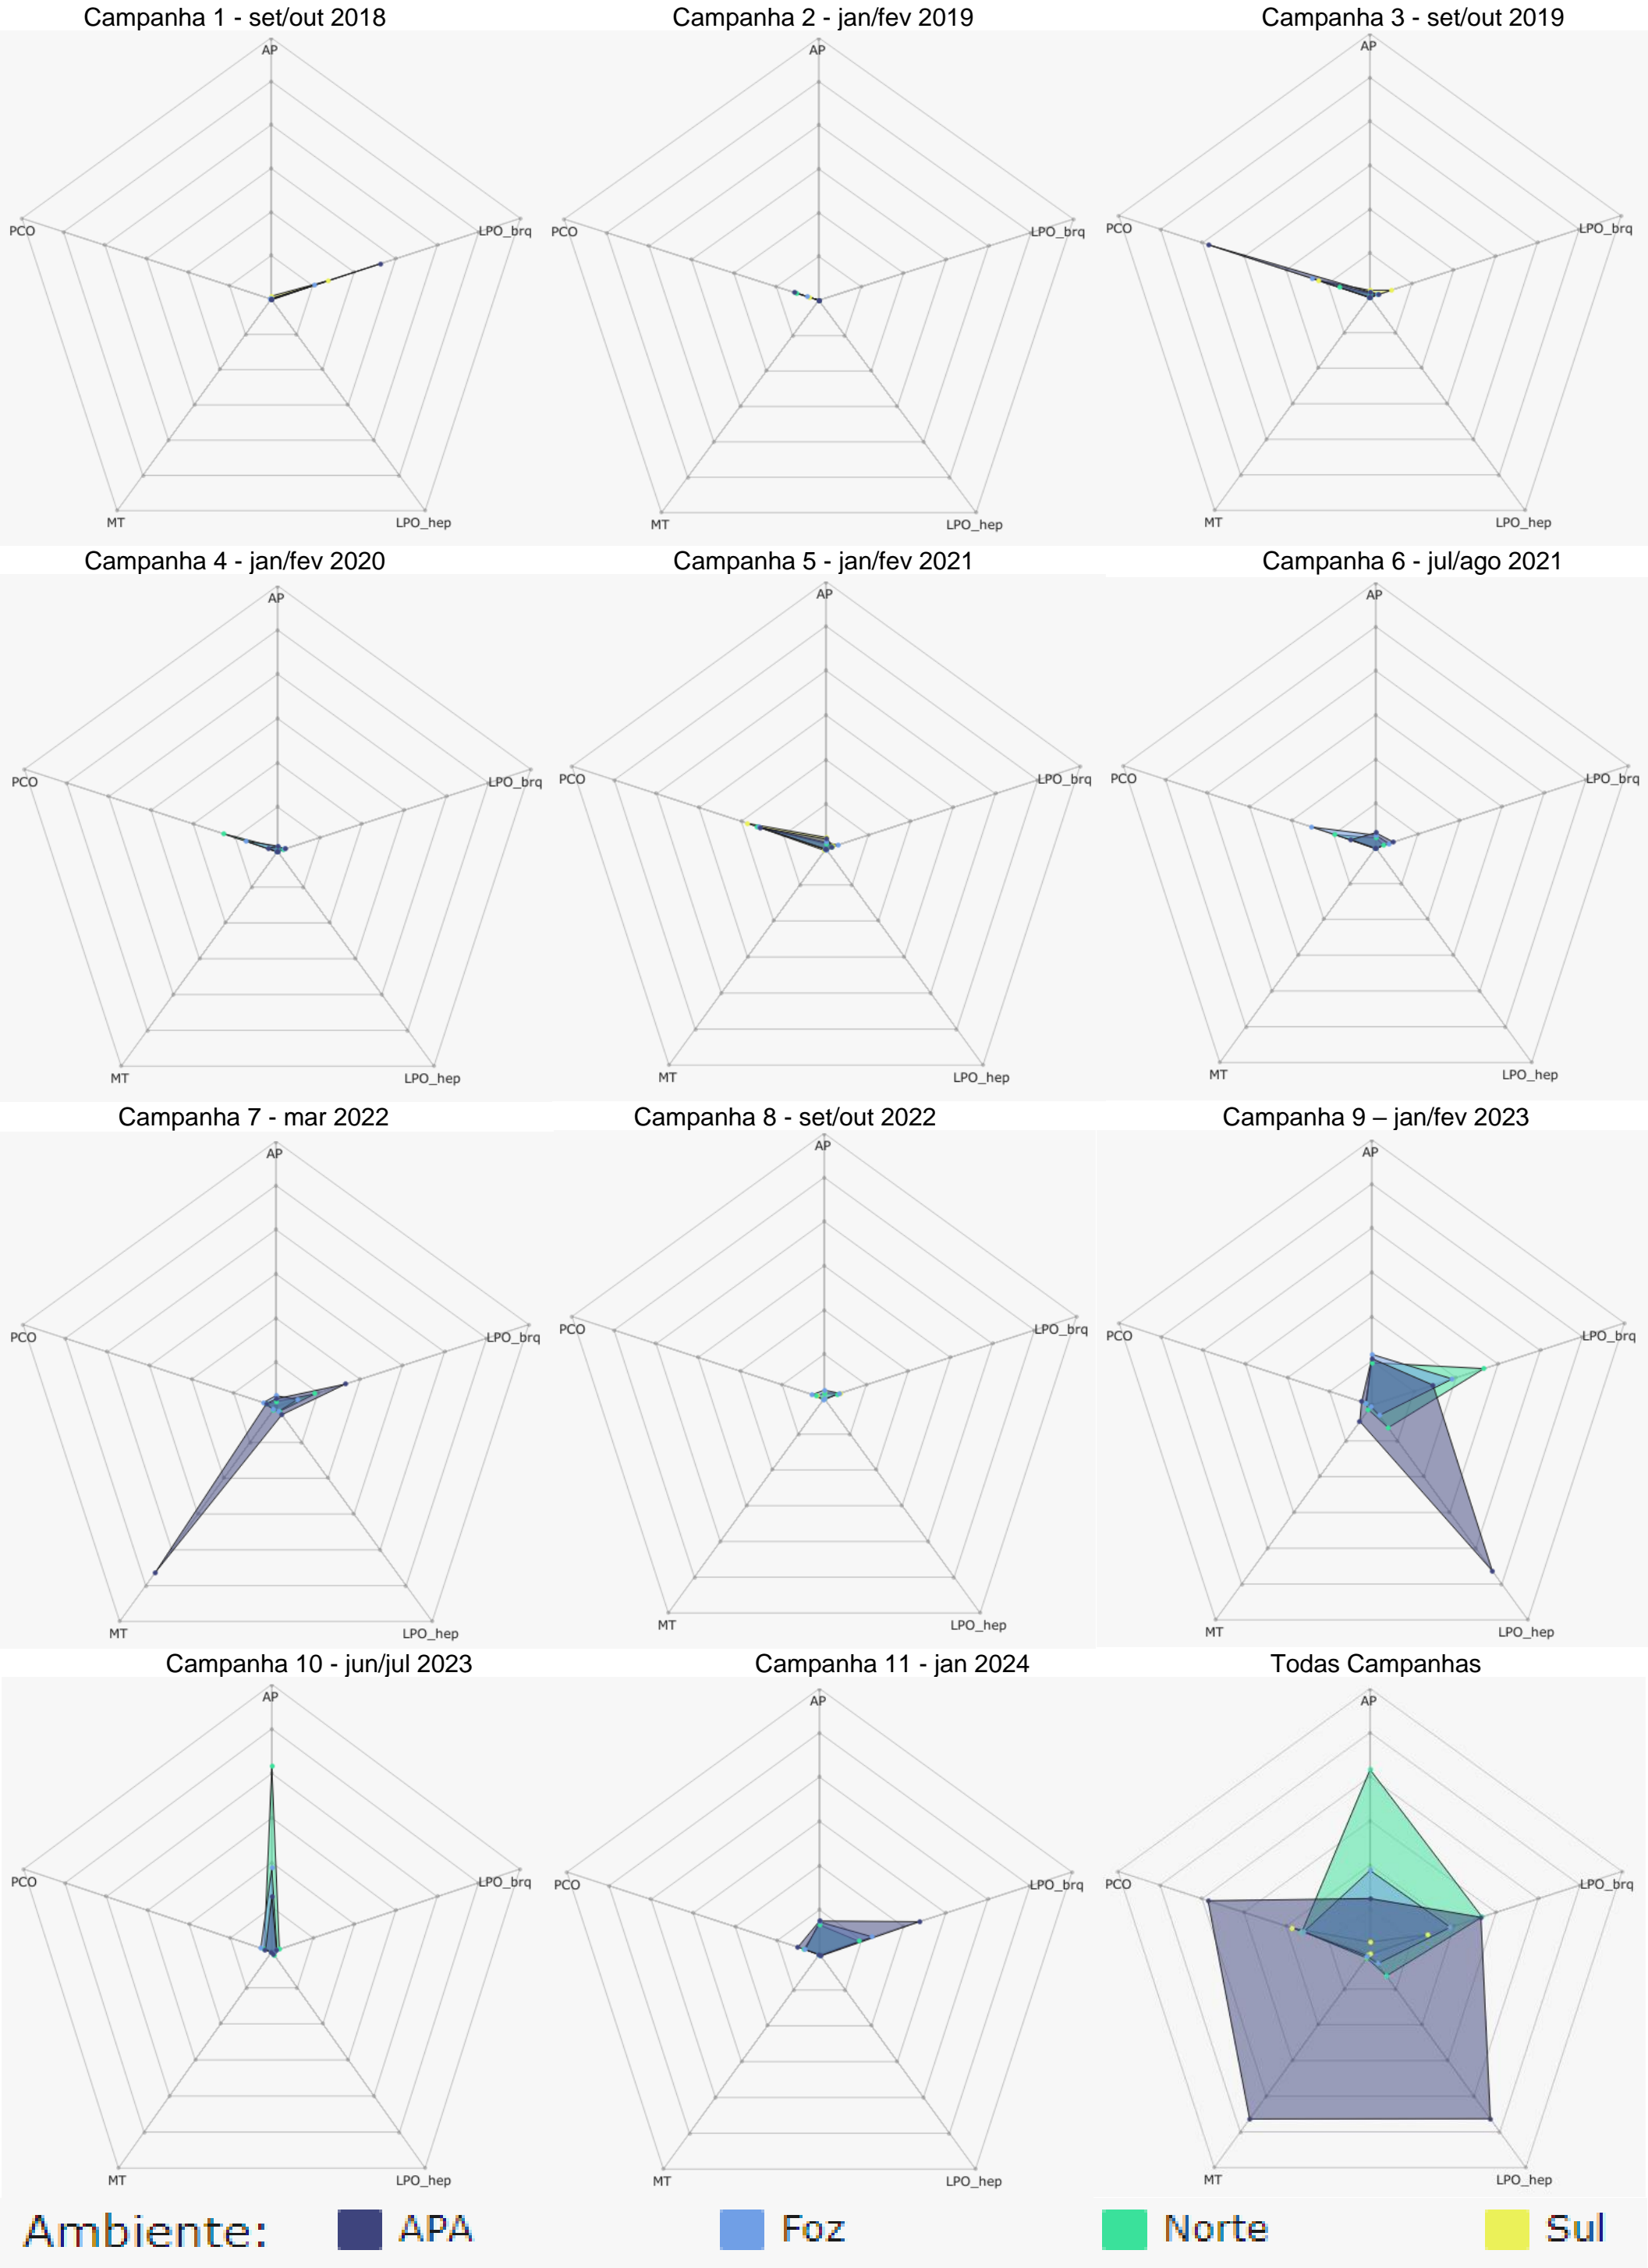 Campanha 1 - set/out 2018
Campanha 2 - jan/fev 2019
Campanha 3 - set/out 2019
AP
PCO
LPO_brq
MT
LPO_hep
AP
PCO
LPO_brq
MT
LPO_hep
AP
PCO
LPO_brq
MT
LPO_hep
Campanha 4 - jan/fev 2020
Campanha 5 - jan/fev 2021
Campanha 6 - jul/ago 2021
AP
PCO
LPO_brq
MT
LPO_hep
AP
PCO
LPO_brq
MT
LPO_hep
AP
PCO
LPO_brq
MT
LPO_hep
Campanha 7 - mar 2022
Campanha 8 - set/out 2022
Campanha 9 – jan/fev 2023
AP
PCO
LPO_brq
MT
LPO_hep
AP
PCO
LPO_brq
MT
LPO_hep
AP
PCO
LPO_brq
MT
LPO_hep
Campanha 10 - jun/jul 2023
Campanha 11 - jan 2024
Todas Campanhas
AP
PCO
LPO_brq
MT
LPO_hep
AP
PCO
LPO_brq
MT
LPO_hep
AP
PCO
LPO_brq
MT
LPO_hep
Ambiente: APA Foz Norte Sul